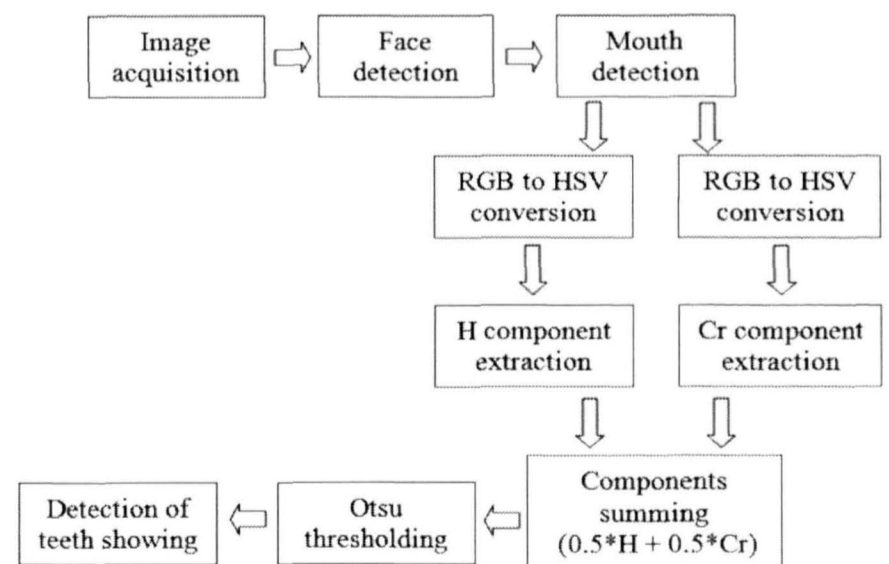 Image
acquisition
Face
detection
Mouth
detection
RGB to HSV
conversion
RGB to HSV
conversion
H component
extraction
Cr component
extraction
Components
summing
(0.5*H + 0.5*Cr)
Otsu
thresholding
Detection of
teeth showing